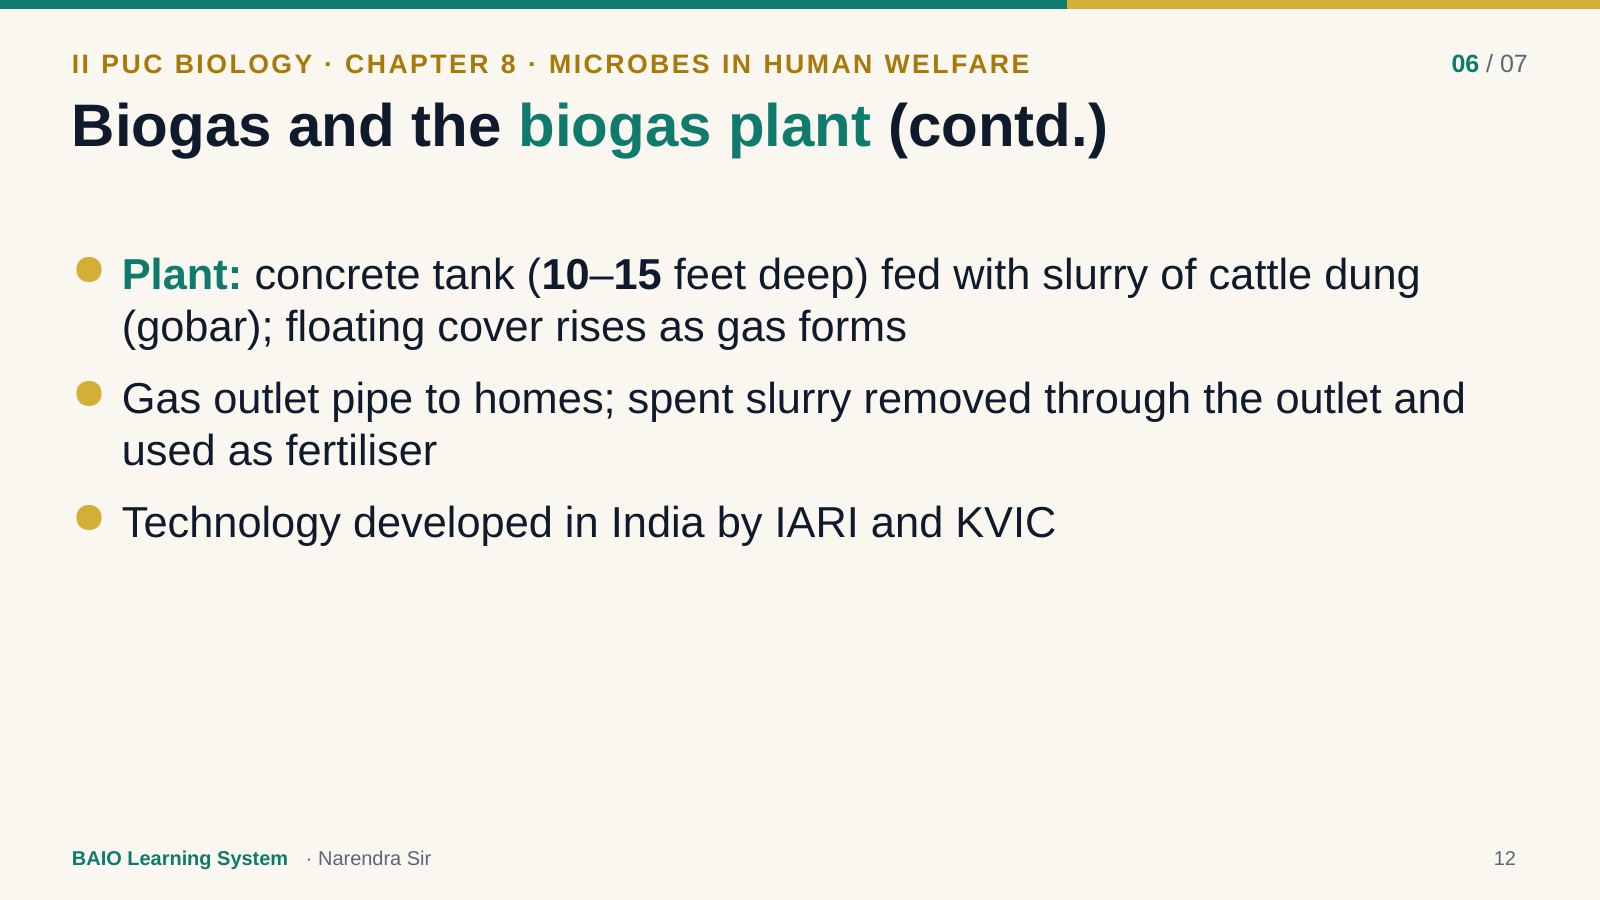 II PUC BIOLOGY · CHAPTER 8 · MICROBES IN HUMAN WELFARE
06 / 07
Biogas and the biogas plant (contd.)
Plant: concrete tank (10–15 feet deep) fed with slurry of cattle dung
(gobar); floating cover rises as gas forms
Gas outlet pipe to homes; spent slurry removed through the outlet and
used as fertiliser
Technology developed in India by IARI and KVIC
BAIO Learning System · Narendra Sir
12